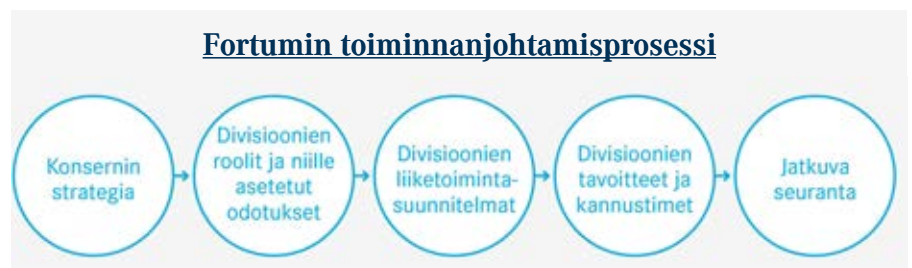 Fortumin toiminnanjohtamisprosessi
Konsernin
strategia
Divisioonien
roolit ja niille
asetetut
odotukset
Divisioonien
liiketoiminta-
suunnitelmat
Divisioonien
tavoitteet ja
kannustimet
Jatkuva
seuranta